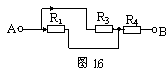 A R₁ R₃ R₄ B
图 16